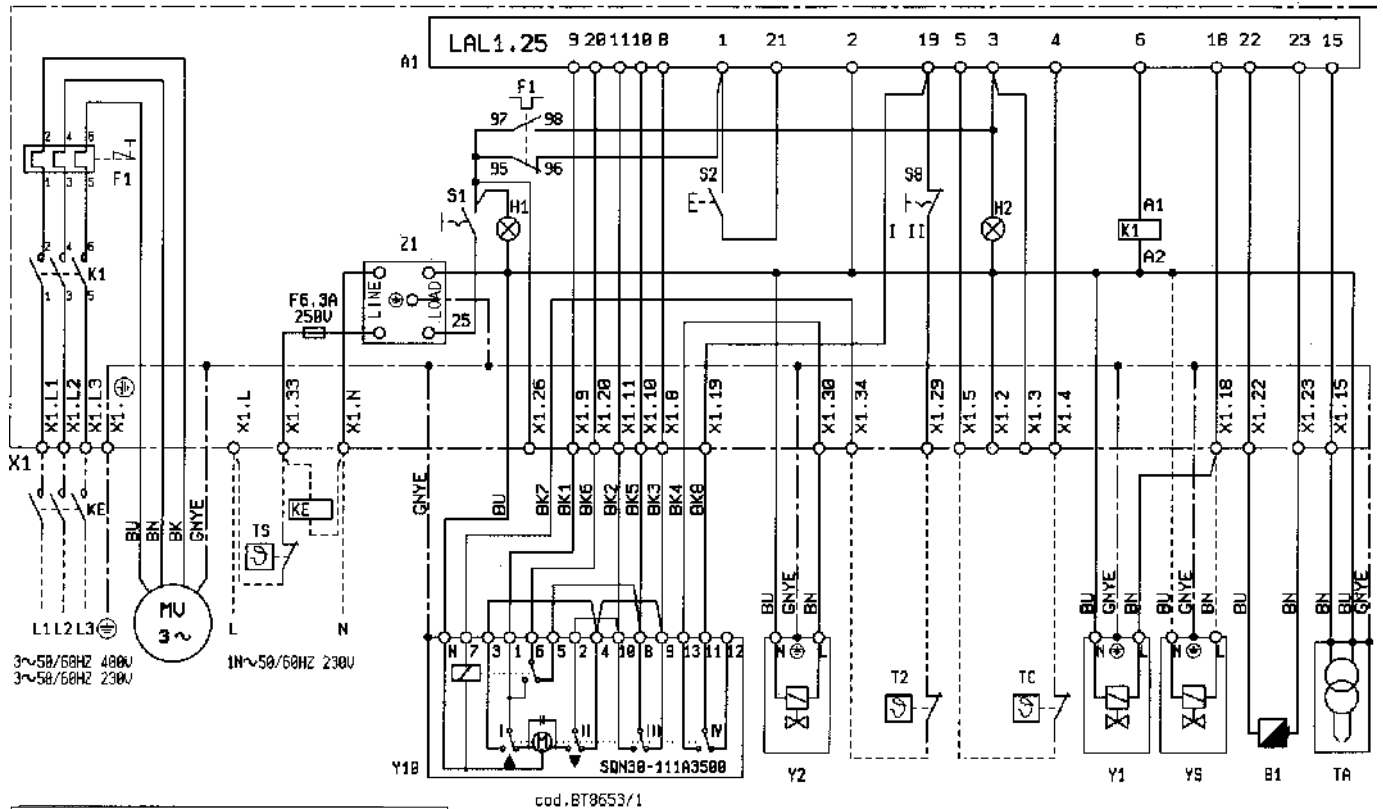 LAL1.25 9 20 11 10 8 1 21 2 19 5 3 4 6 18 22 23 15
A1
F1
97 98
95 96
2 4 6
F1
1 3 5
S1 H1 S2 S8 H2 A1
I II K1
A2
2 4 6
K1
1 3 5
Z1
LINE LOAD
F6.3A
250V
25
X1.L1 X1.L2 X1.L3 X1. X1.L X1.33 X1.N X1.26 X1.9 X1.20 X1.11 X1.10 X1.8 X1.19 X1.30 X1.34 X1.29 X1.5 X1.2 X1.3 X1.4 X1.18 X1.22 X1.23 X1.15
X1
KE
BU BN BK GNYE
TS KE
GNYE BU BK7 BK1 BK6 BK2 BK5 BK3 BK4 BK8
BU GNYE BN BU GNYE BN BU GNYE BN BU BN BU BN GNYE
MV
3~
L1 L2 L3 L N
3~50/60HZ 400V
3~50/60HZ 230V
1N~50/60HZ 230V
N 7 3 1 6 5 2 4 10 8 9 13 11 12
N L T2 TC N L N L
I II III IV
M
Y10 SQN30-111A3500
Y2 Y1 YS B1 TA
cod.BT8653/1